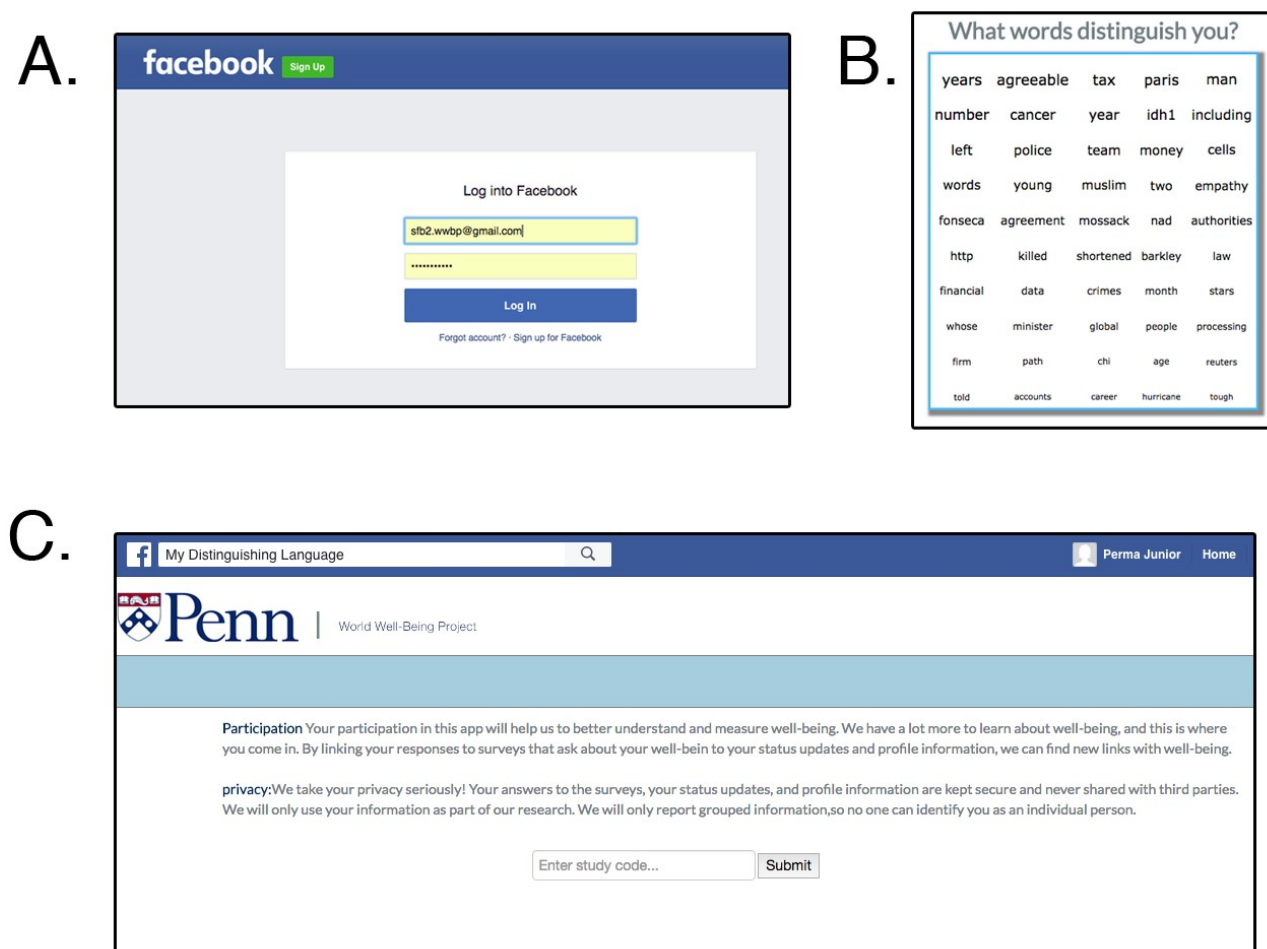 A.
facebook Sign Up
Log into Facebook
sfb2.wwbp@gmail.com
•••••••••••
Log In
Forgot account? · Sign up for Facebook
B.
What words distinguish you?
years agreeable tax paris man
number cancer year idh1 including
left police team money cells
words young muslim two empathy
fonseca agreement mossack nad authorities
http killed shortened barkley law
financial data crimes month stars
whose minister global people processing
firm path chi age reuters
told accounts career hurricane tough
C.
f My Distinguishing Language Perma Junior Home
Penn | World Well-Being Project
Participation Your participation in this app will help us to better understand and measure well-being. We have a lot more to learn about well-being, and this is where
you come in. By linking your responses to surveys that ask about your well-bein to your status updates and profile information, we can find new links with well-being.
privacy:We take your privacy seriously! Your answers to the surveys, your status updates, and profile information are kept secure and never shared with third parties.
We will only use your information as part of our research. We will only report grouped information,so no one can identify you as an individual person.
Enter study code... Submit